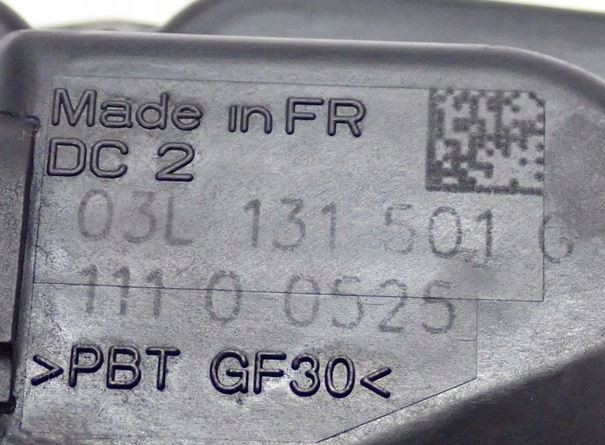 Made in FR
DC 2
03L 131 501 G
111 0 0525
>PBT GF30<